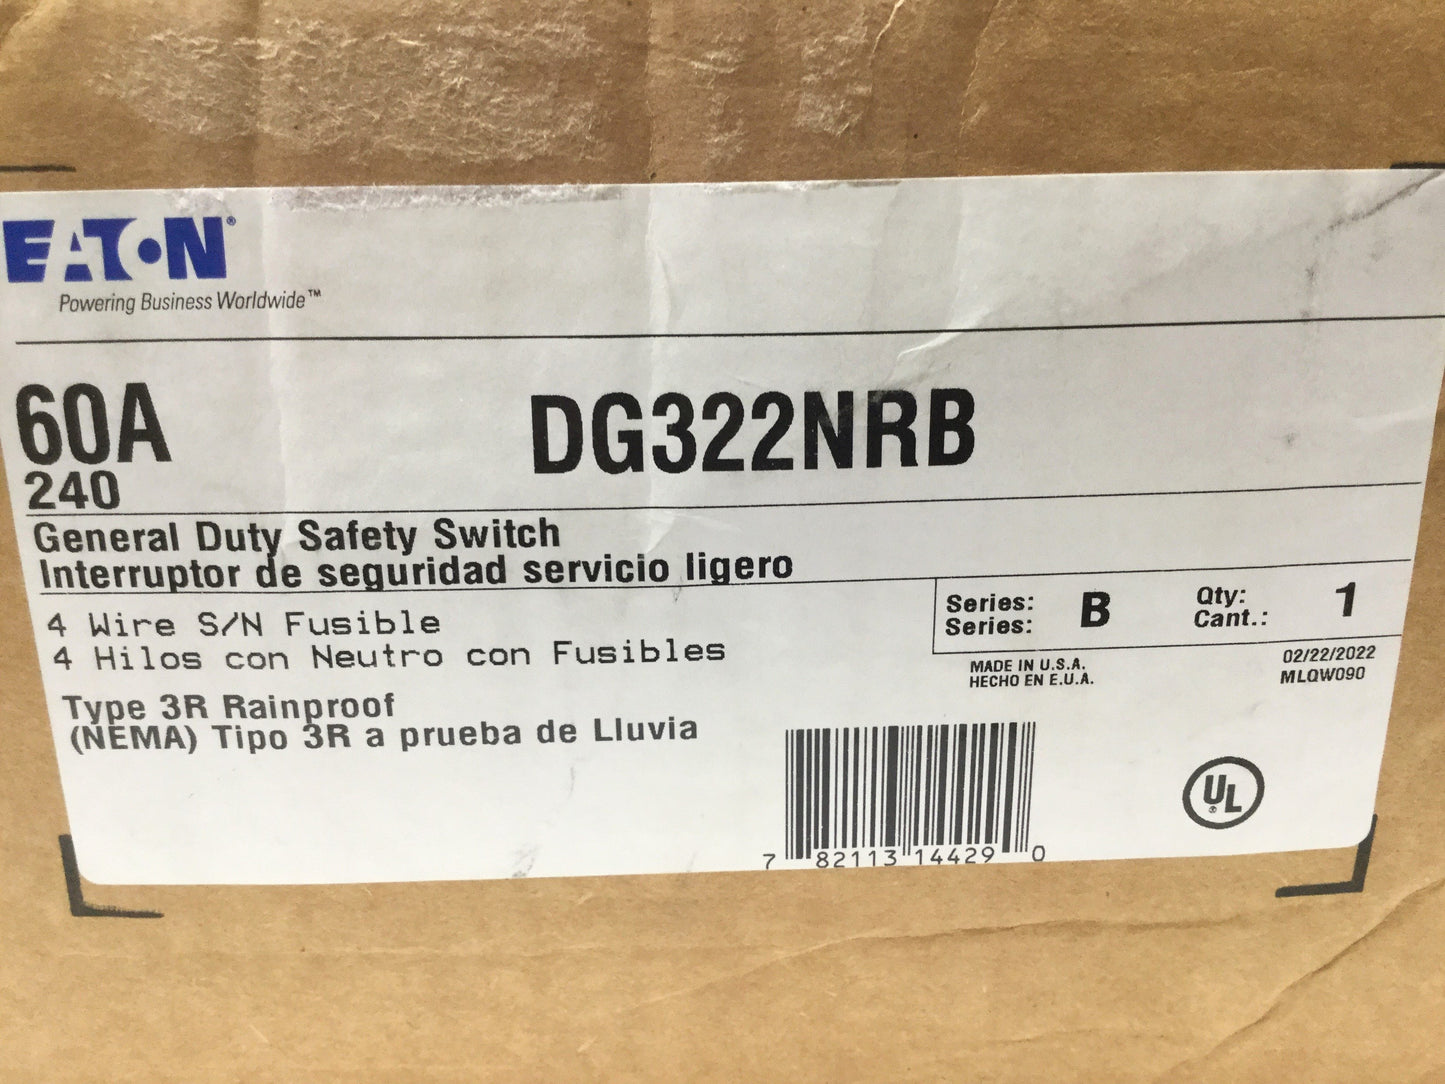 EATON®
Powering Business Worldwide™
60A
DG322NRB
240
General Duty Safety Switch
Interruptor de seguridad servicio ligero
4 Wire S/N Fusible
4 Hilos con Neutro con Fusibles
Type 3R Rainproof
(NEMA) Tipo 3R a prueba de Lluvia
Series: B Qty: 1
Series: Cant.:
MADE IN U.S.A.
HECHO EN E.U.A.
02/22/2022
MLQW090
7 82113 14429 0
UL